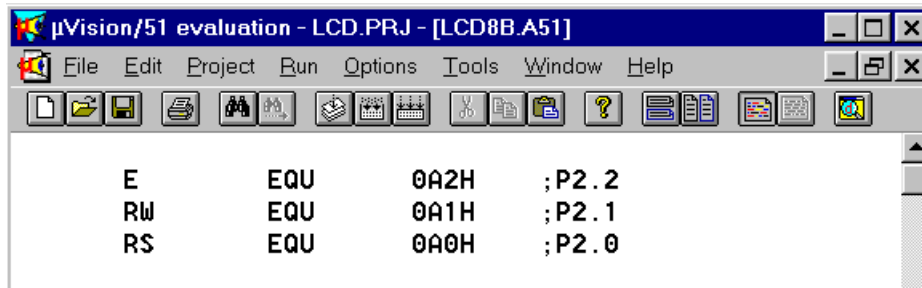 µVision/51 evaluation - LCD.PRJ - [LCD8B.A51]
File Edit Project Run Options Tools Window Help
E EQU 0A2H ;P2.2
RW EQU 0A1H ;P2.1
RS EQU 0A0H ;P2.0